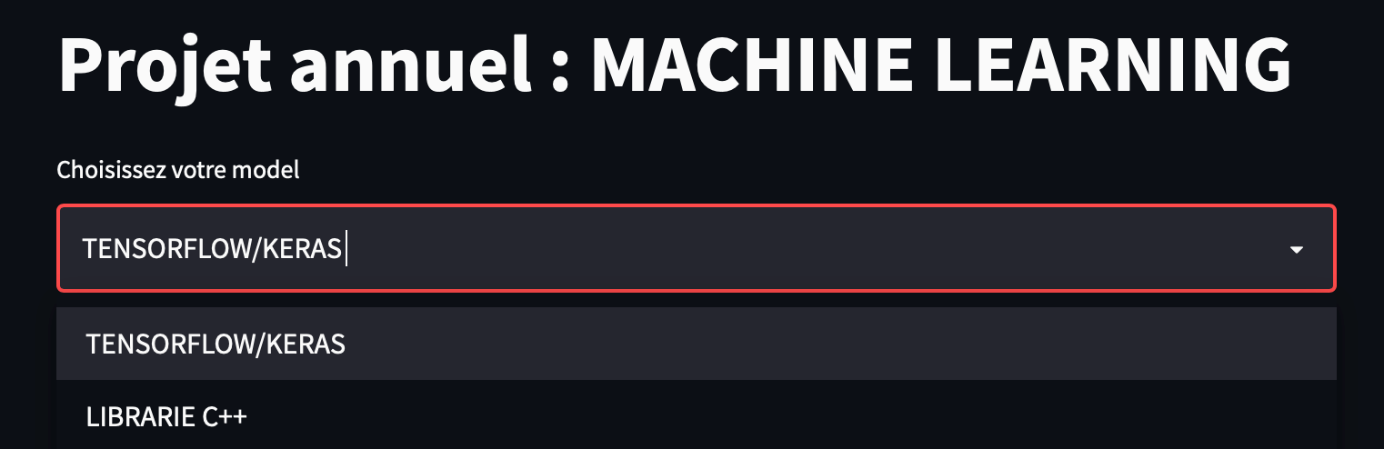 Projet annuel : MACHINE LEARNING
Choisissez votre model
TENSORFLOW/KERAS
TENSORFLOW/KERAS
LIBRARIE C++